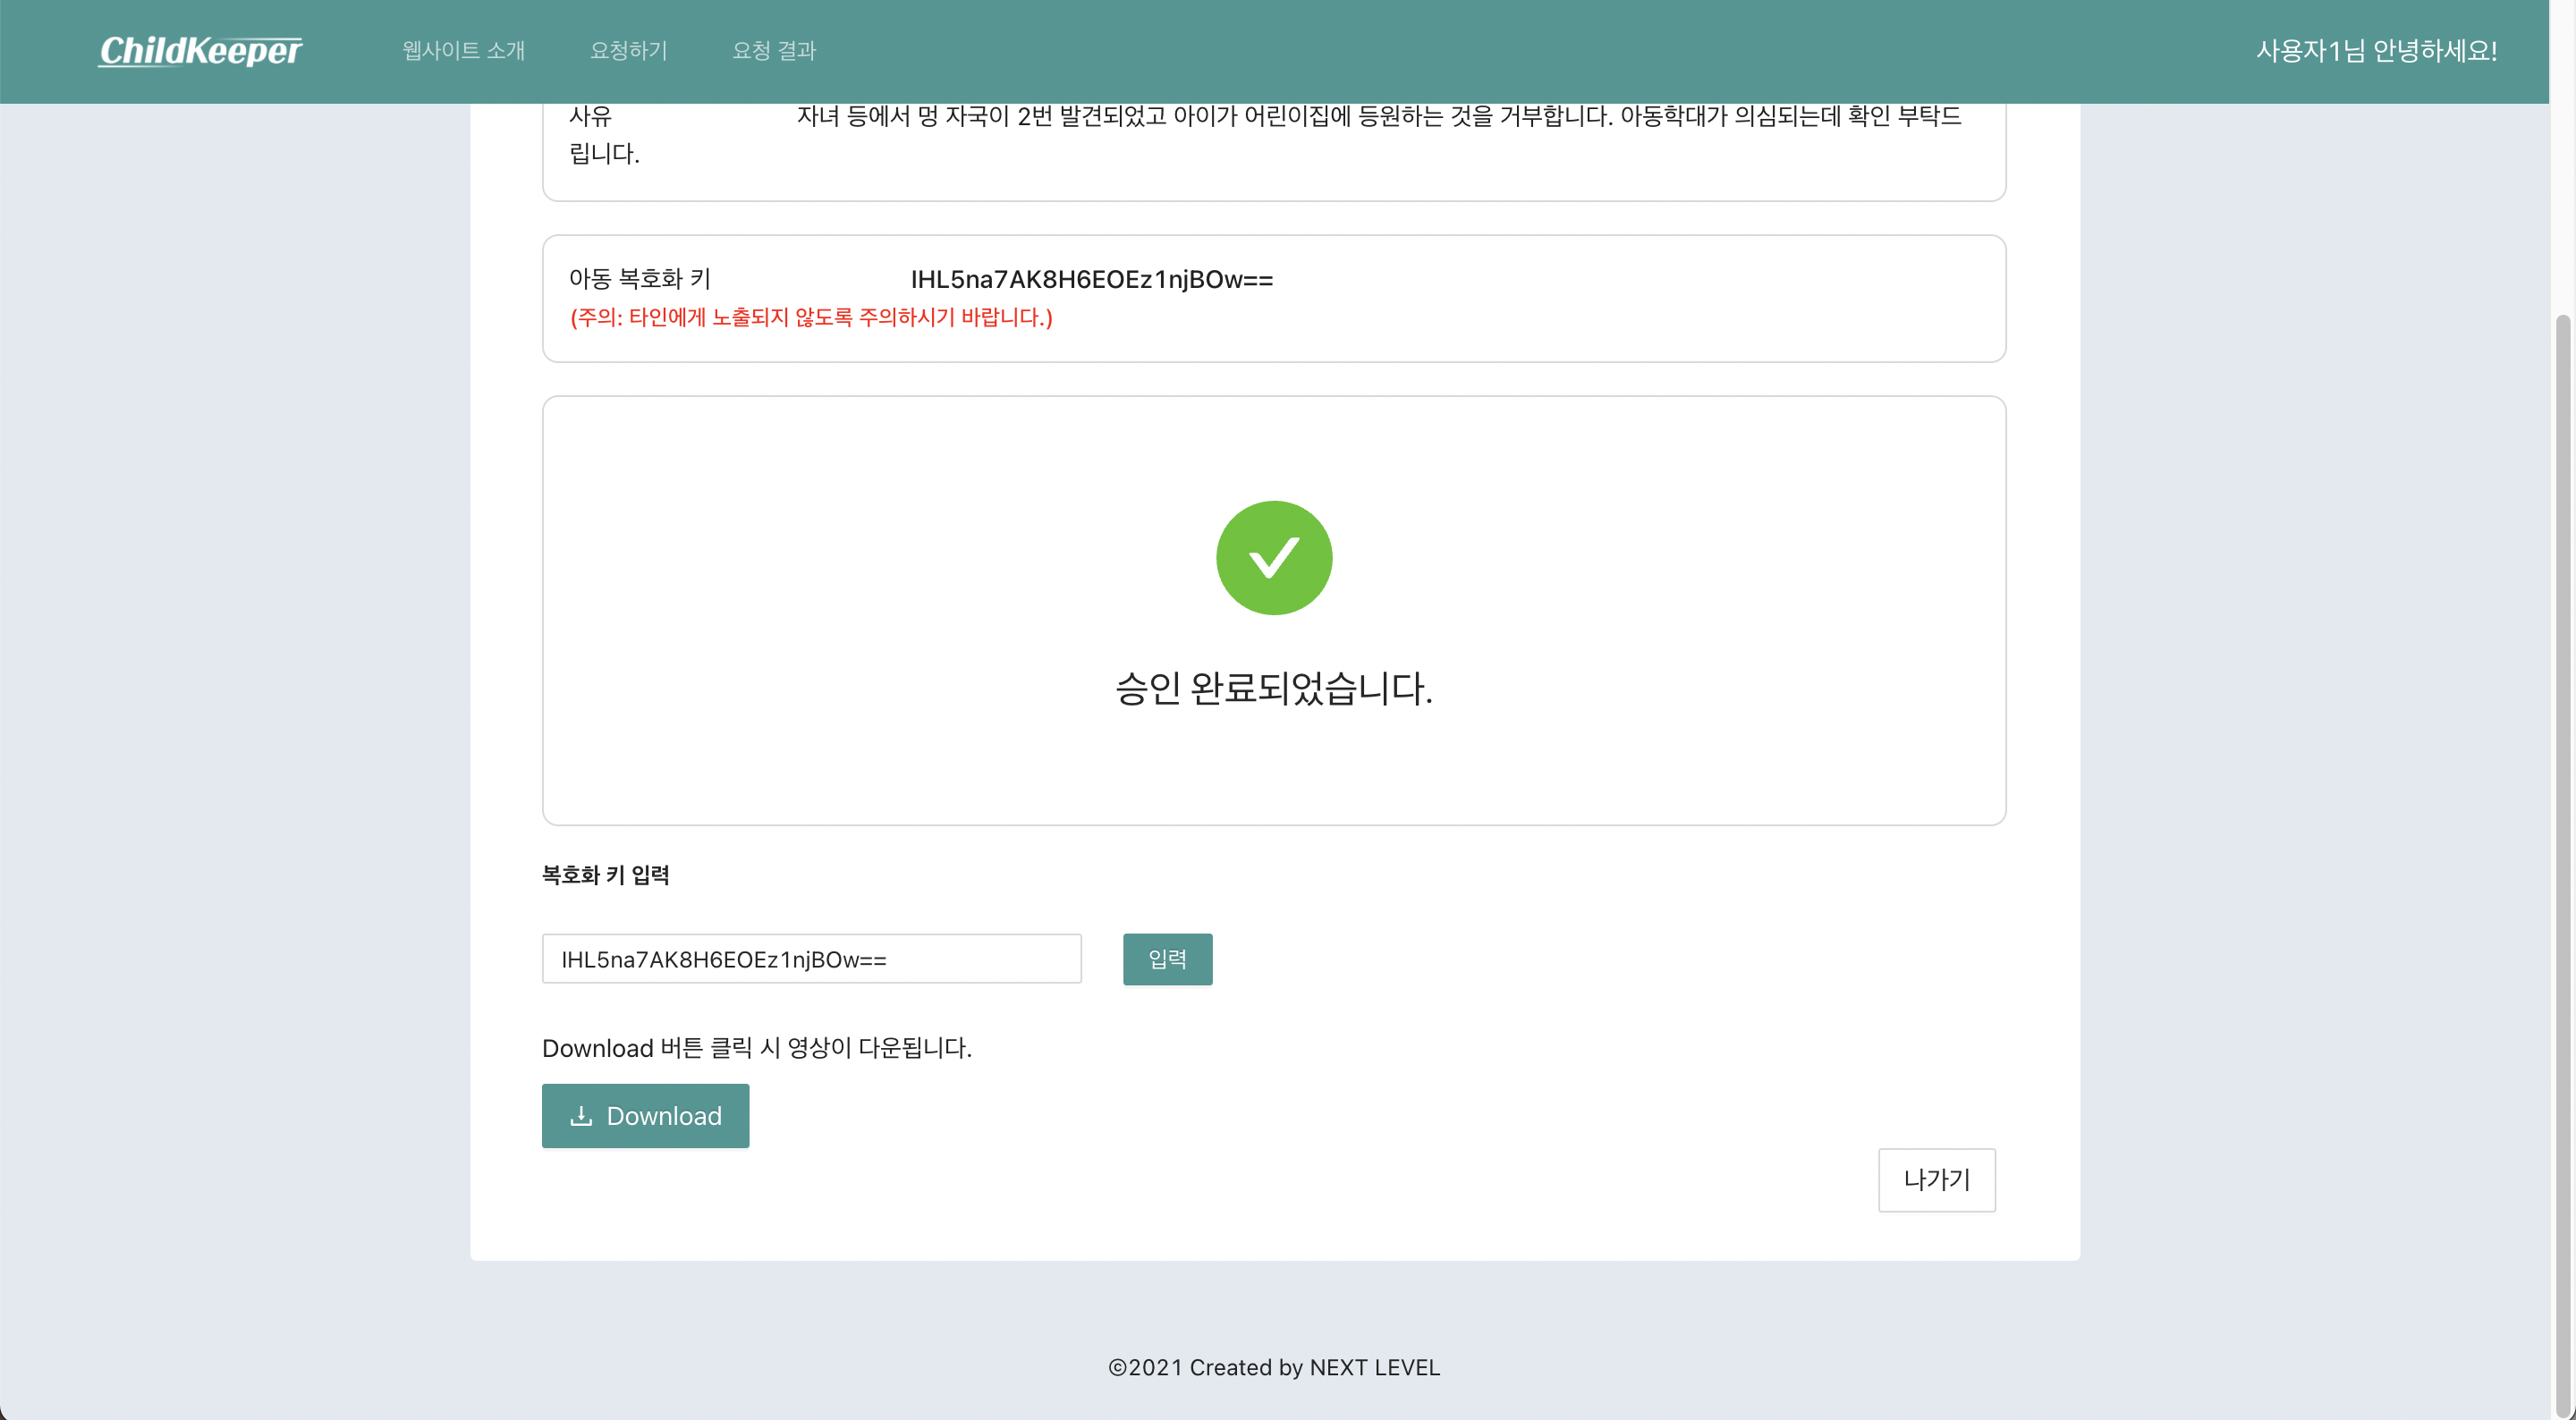 ChildKeeper 웹사이트 소개 요청하기 요청 결과 사용자1님 안녕하세요!
사유 자녀 등에서 멍 자국이 2번 발견되었고 아이가 어린이집에 등원하는 것을 거부합니다. 아동학대가 의심되는데 확인 부탁드
립니다.
아동 복호화 키 IHL5na7AK8H6EOEz1njBOw==
(주의: 타인에게 노출되지 않도록 주의하시기 바랍니다.)
승인 완료되었습니다.
복호화 키 입력
IHL5na7AK8H6EOEz1njBOw== 입력
Download 버튼 클릭 시 영상이 다운됩니다.
Download
나가기
©2021 Created by NEXT LEVEL